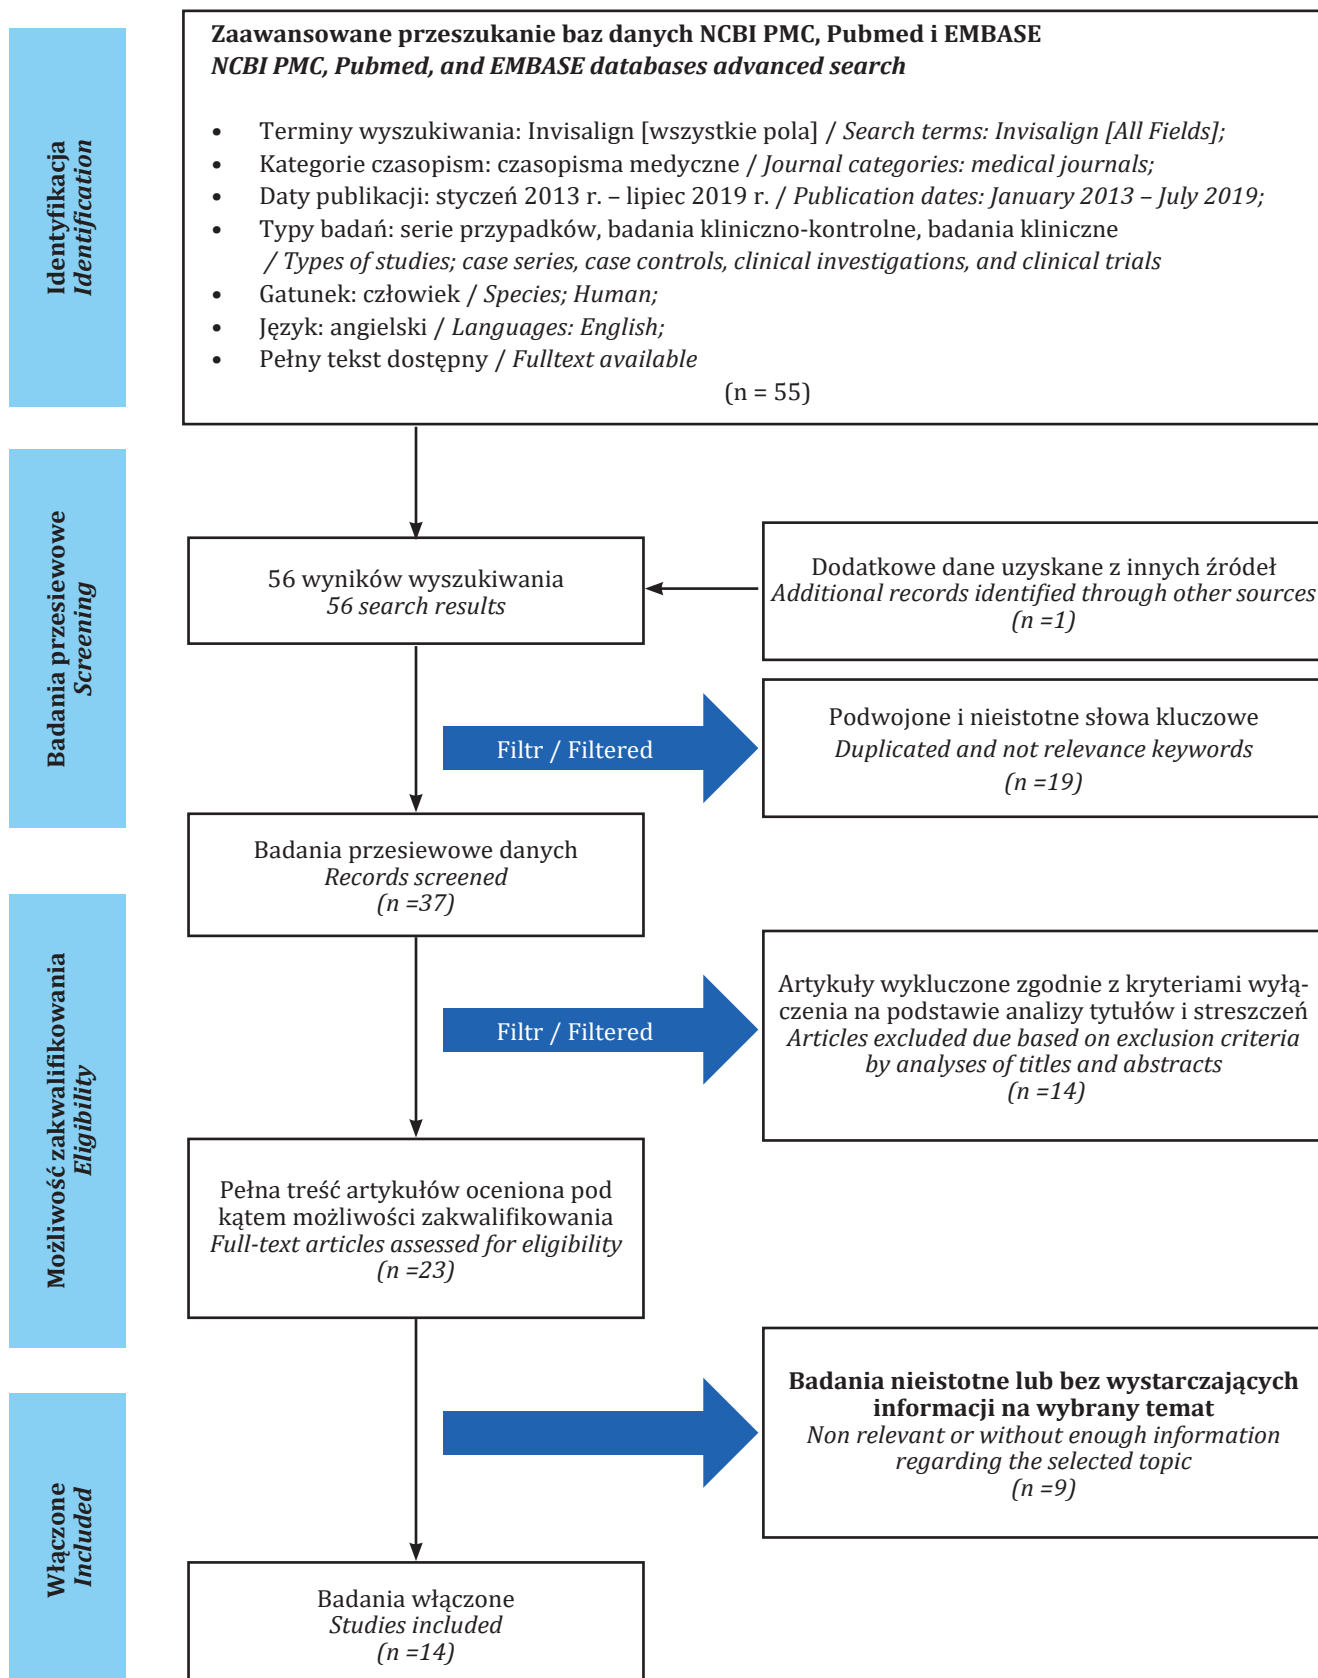 Identyfikacja
Identification
Zaawansowane przeszukanie baz danych NCBI PMC, Pubmed i EMBASE
NCBI PMC, Pubmed, and EMBASE databases advanced search
• Terminy wyszukiwania: Invisalign [wszystkie pola] / Search terms: Invisalign [All Fields];
• Kategorie czasopism: czasopisma medyczne / Journal categories: medical journals;
• Daty publikacji: styczeń 2013 r. – lipiec 2019 r. / Publication dates: January 2013 – July 2019;
• Typy badań: serie przypadków, badania kliniczno-kontrolne, badania kliniczne
/ Types of studies; case series, case controls, clinical investigations, and clinical trials
• Gatunek: człowiek / Species; Human;
• Język: angielski / Languages: English;
• Pełny tekst dostępny / Fulltext available
(n = 55)
Badania przesiewowe
Screening
56 wyników wyszukiwania
56 search results
Dodatkowe dane uzyskane z innych źródeł
Additional records identified through other sources
(n =1)
Filtr / Filtered
Podwojone i nieistotne słowa kluczowe
Duplicated and not relevance keywords
(n =19)
Badania przesiewowe danych
Records screened
(n =37)
Możliwość zakwalifikowania
Eligibility
Filtr / Filtered
Artykuły wykluczone zgodnie z kryteriami wyłą-
czenia na podstawie analizy tytułów i streszczeń
Articles excluded due based on exclusion criteria
by analyses of titles and abstracts
(n =14)
Pełna treść artykułów oceniona pod
kątem możliwości zakwalifikowania
Full-text articles assessed for eligibility
(n =23)
Badania nieistotne lub bez wystarczających
informacji na wybrany temat
Non relevant or without enough information
regarding the selected topic
(n =9)
Włączone
Included
Badania włączone
Studies included
(n =14)